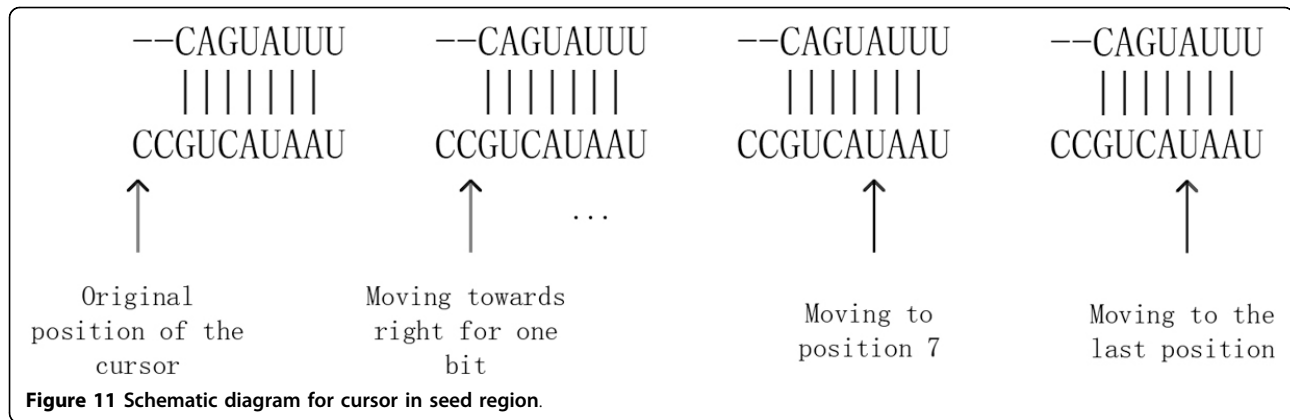 --CAGUAUUU --CAGUAUUU --CAGUAUUU --CAGUAUUU
||||||| ||||||| ||||||| |||||||
CCGUCAUAAU CCGUCAUAAU CCGUCAUAAU CCGUCAUAAU
...
Original
position of the
cursor
Moving towards
right for one
bit
Moving to
position 7
Moving to the
last position
Figure 11 Schematic diagram for cursor in seed region.